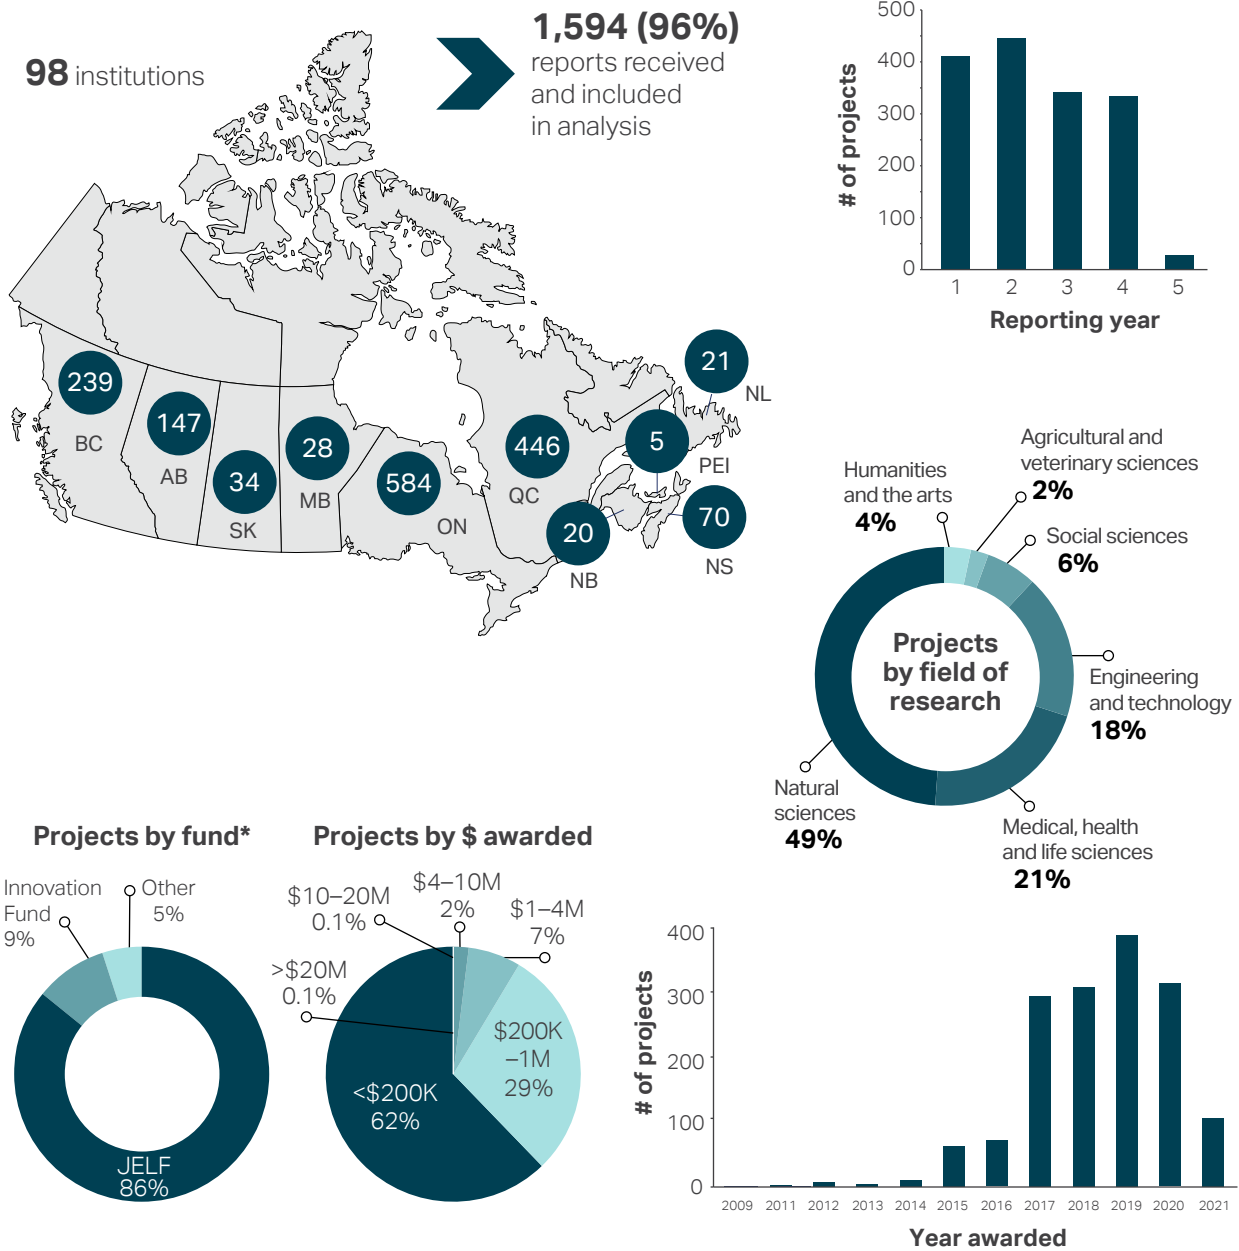 98 institutions
1,594 (96%)
reports received
and included
in analysis
239
BC
147
AB
34
SK
28
MB
584
ON
446
QC
20
NB
5
PEI
21
NL
70
NS
# of projects
500
400
300
200
100
0
1 2 3 4 5
Reporting year
Projects
by field of
research
Humanities
and the arts
4%
Agricultural and
veterinary sciences
2%
Social sciences
6%
Engineering
and technology
18%
Medical, health
and life sciences
21%
Natural
sciences
49%
Projects by fund*
Innovation
Fund
9%
Other
5%
JELF
86%
Projects by $ awarded
$10–20M
0.1%
$4–10M
2%
$1–4M
7%
>$20M
0.1%
$200K
–1M
29%
<$200K
62%
# of projects
400
300
200
100
0
2009 2011 2012 2013 2014 2015 2016 2017 2018 2019 2020 2021
Year awarded